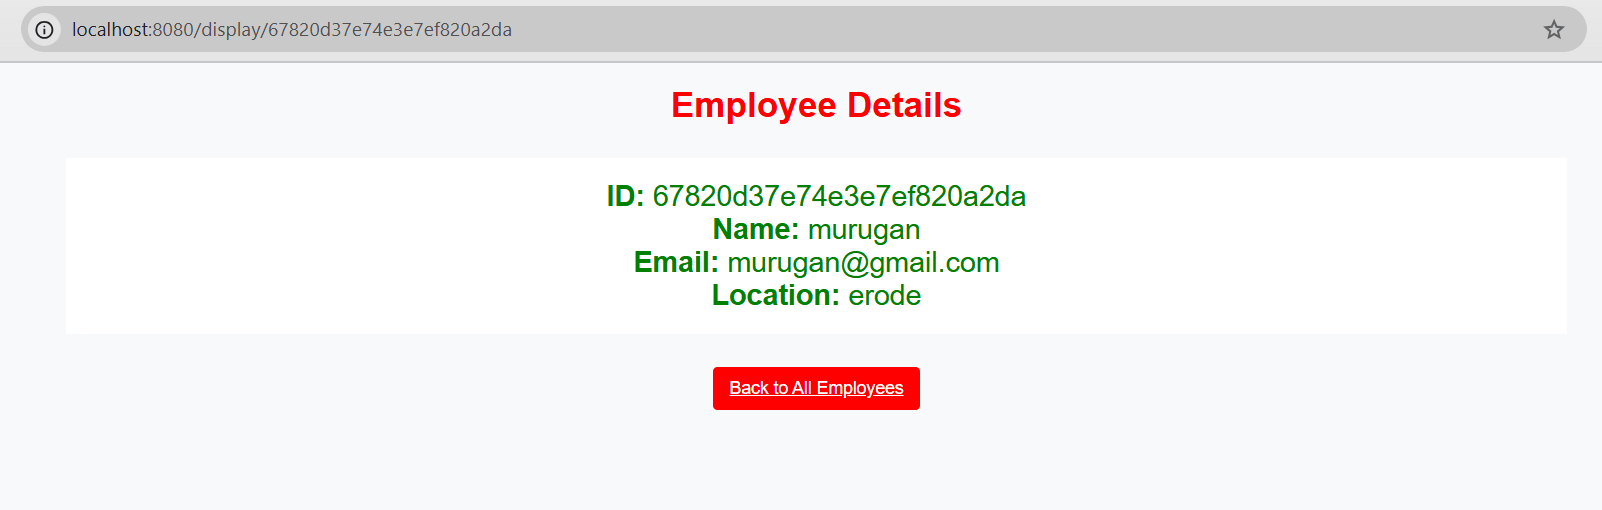 localhost:8080/display/67820d37e74e3e7ef820a2da
Employee Details
ID: 67820d37e74e3e7ef820a2da
Name: murugan
Email: murugan@gmail.com
Location: erode
Back to All Employees